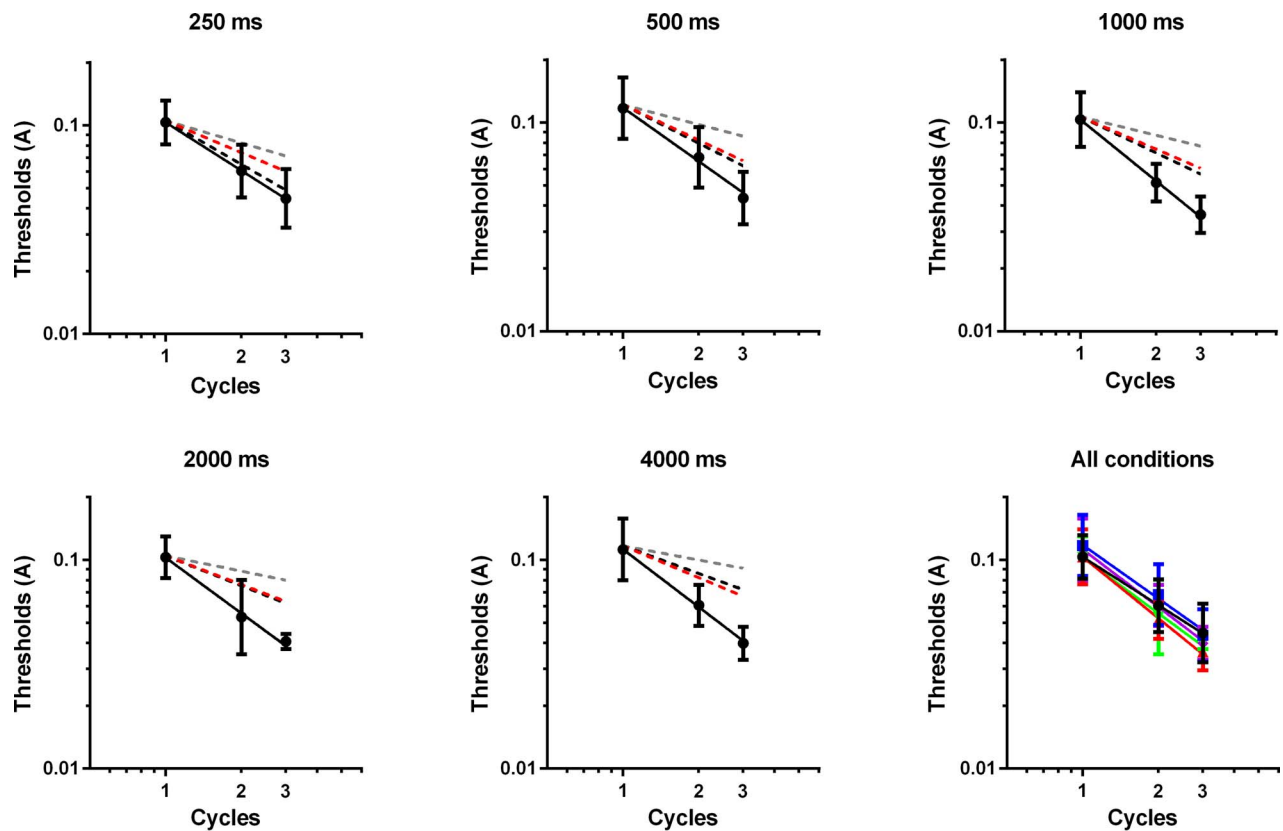 250 ms
Thresholds (A)
0.1
0.01
1 2 3
Cycles
500 ms
Thresholds (A)
0.1
0.01
1 2 3
Cycles
1000 ms
Thresholds (A)
0.1
0.01
1 2 3
Cycles
2000 ms
Thresholds (A)
0.1
0.01
1 2 3
Cycles
4000 ms
Thresholds (A)
0.1
0.01
1 2 3
Cycles
All conditions
Thresholds (A)
0.1
0.01
1 2 3
Cycles